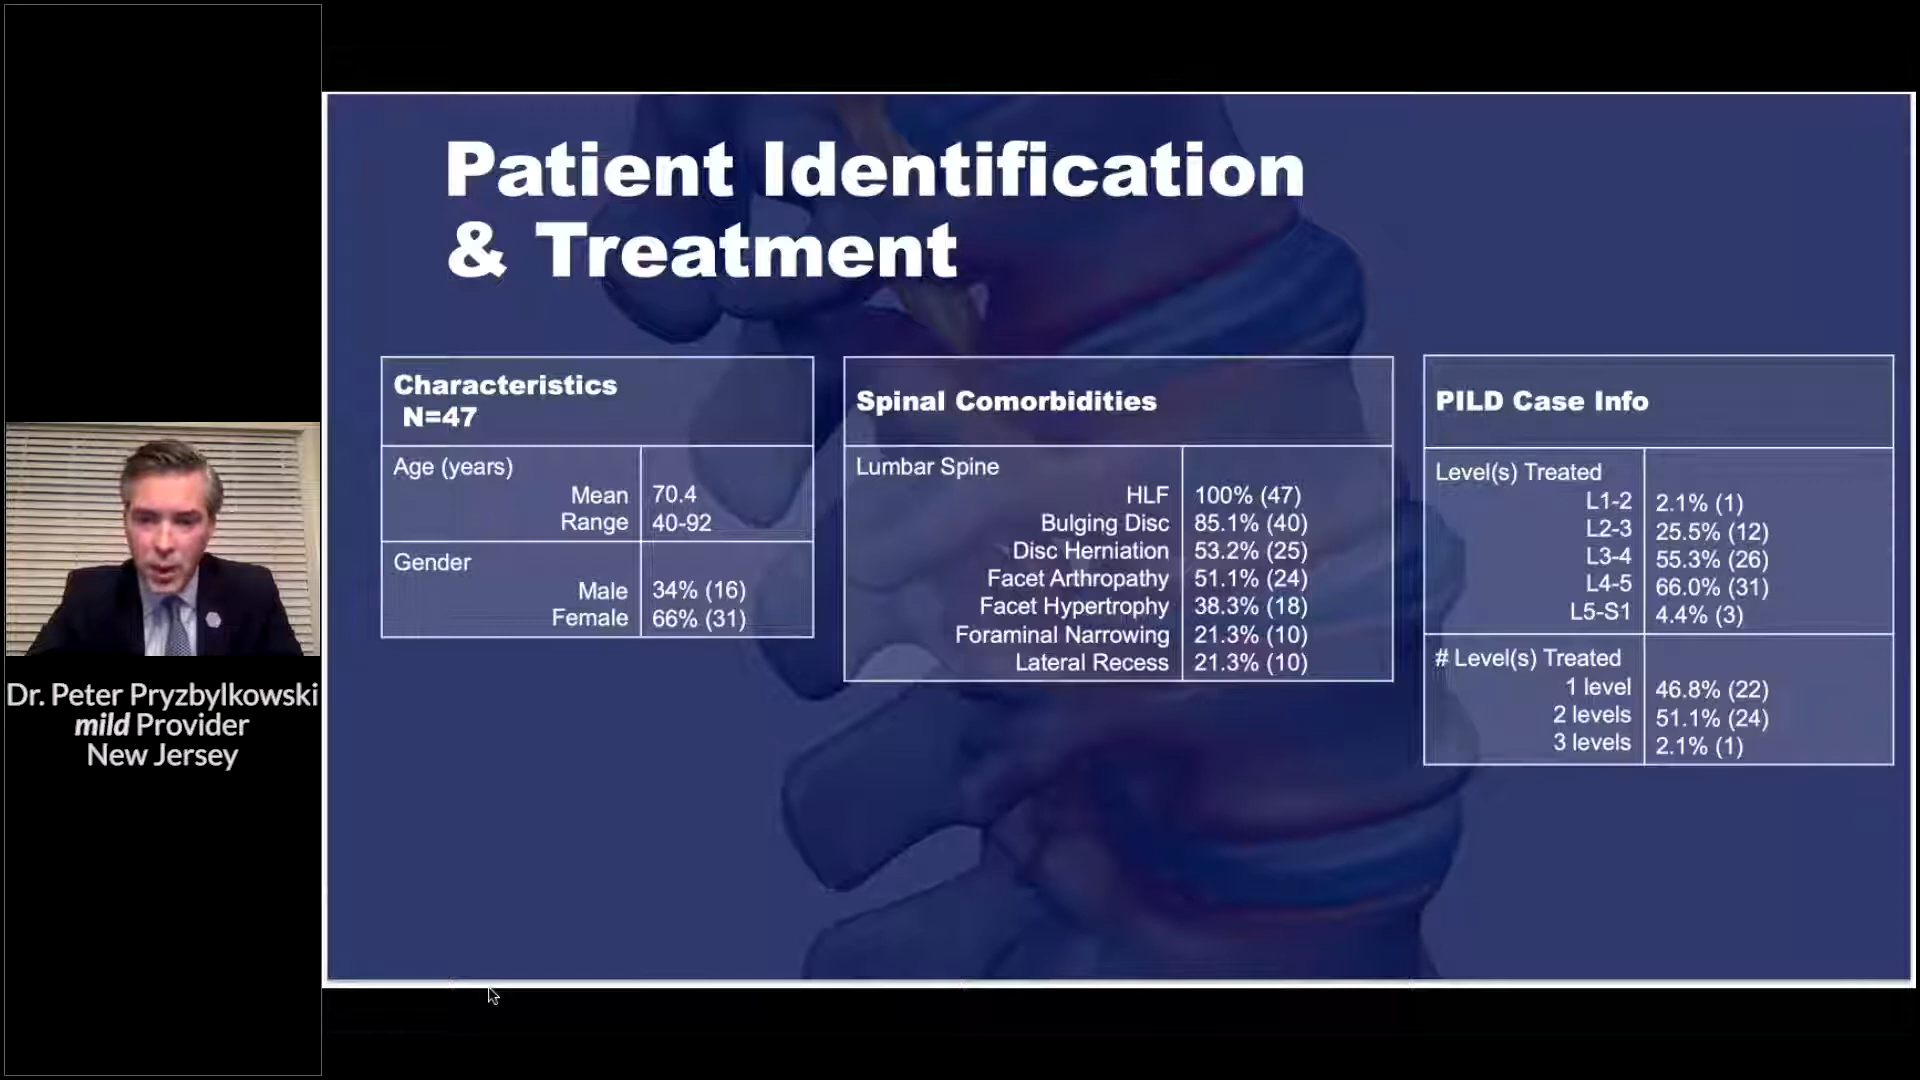 Patient Identification
& Treatment
Characteristics
N=47
Age (years)
Mean 70.4
Range 40-92
Gender
Male 34% (16)
Female 66% (31)
Spinal Comorbidities
Lumbar Spine
HLF 100% (47)
Bulging Disc 85.1% (40)
Disc Herniation 53.2% (25)
Facet Arthropathy 51.1% (24)
Facet Hypertrophy 38.3% (18)
Foraminal Narrowing 21.3% (10)
Lateral Recess 21.3% (10)
PILD Case Info
Level(s) Treated
L1-2 2.1% (1)
L2-3 25.5% (12)
L3-4 55.3% (26)
L4-5 66.0% (31)
L5-S1 4.4% (3)
# Level(s) Treated
1 level 46.8% (22)
2 levels 51.1% (24)
3 levels 2.1% (1)
Dr. Peter Pryzbylkowski
mild Provider
New Jersey